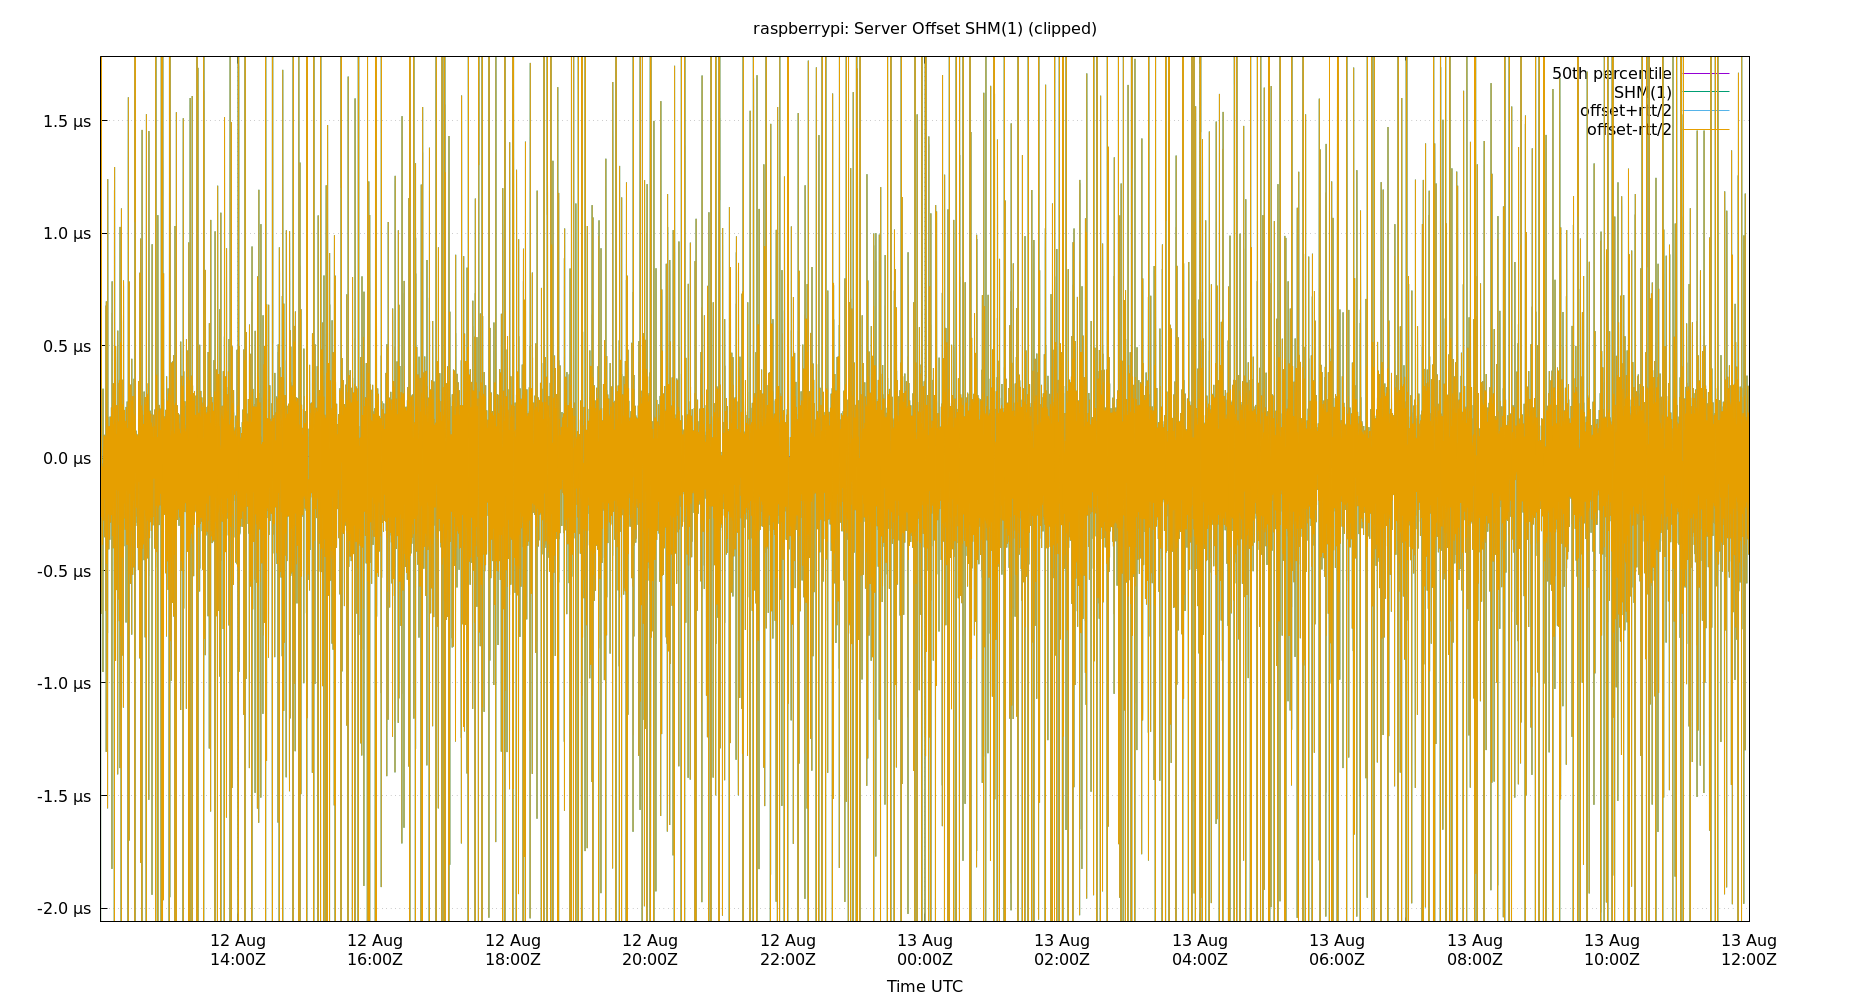 raspberrypi: Server Offset SHM(1) (clipped)
50th percentile
SHM(1)
offset+rtt/2
offset-rtt/2
1.5 µs
1.0 µs
0.5 µs
0.0 µs
-0.5 µs
-1.0 µs
-1.5 µs
-2.0 µs
12 Aug 12 Aug 12 Aug 12 Aug 12 Aug 13 Aug 13 Aug 13 Aug 13 Aug 13 Aug 13 Aug 13 Aug
14:00Z 16:00Z 18:00Z 20:00Z 22:00Z 00:00Z 02:00Z 04:00Z 06:00Z 08:00Z 10:00Z 12:00Z
Time UTC